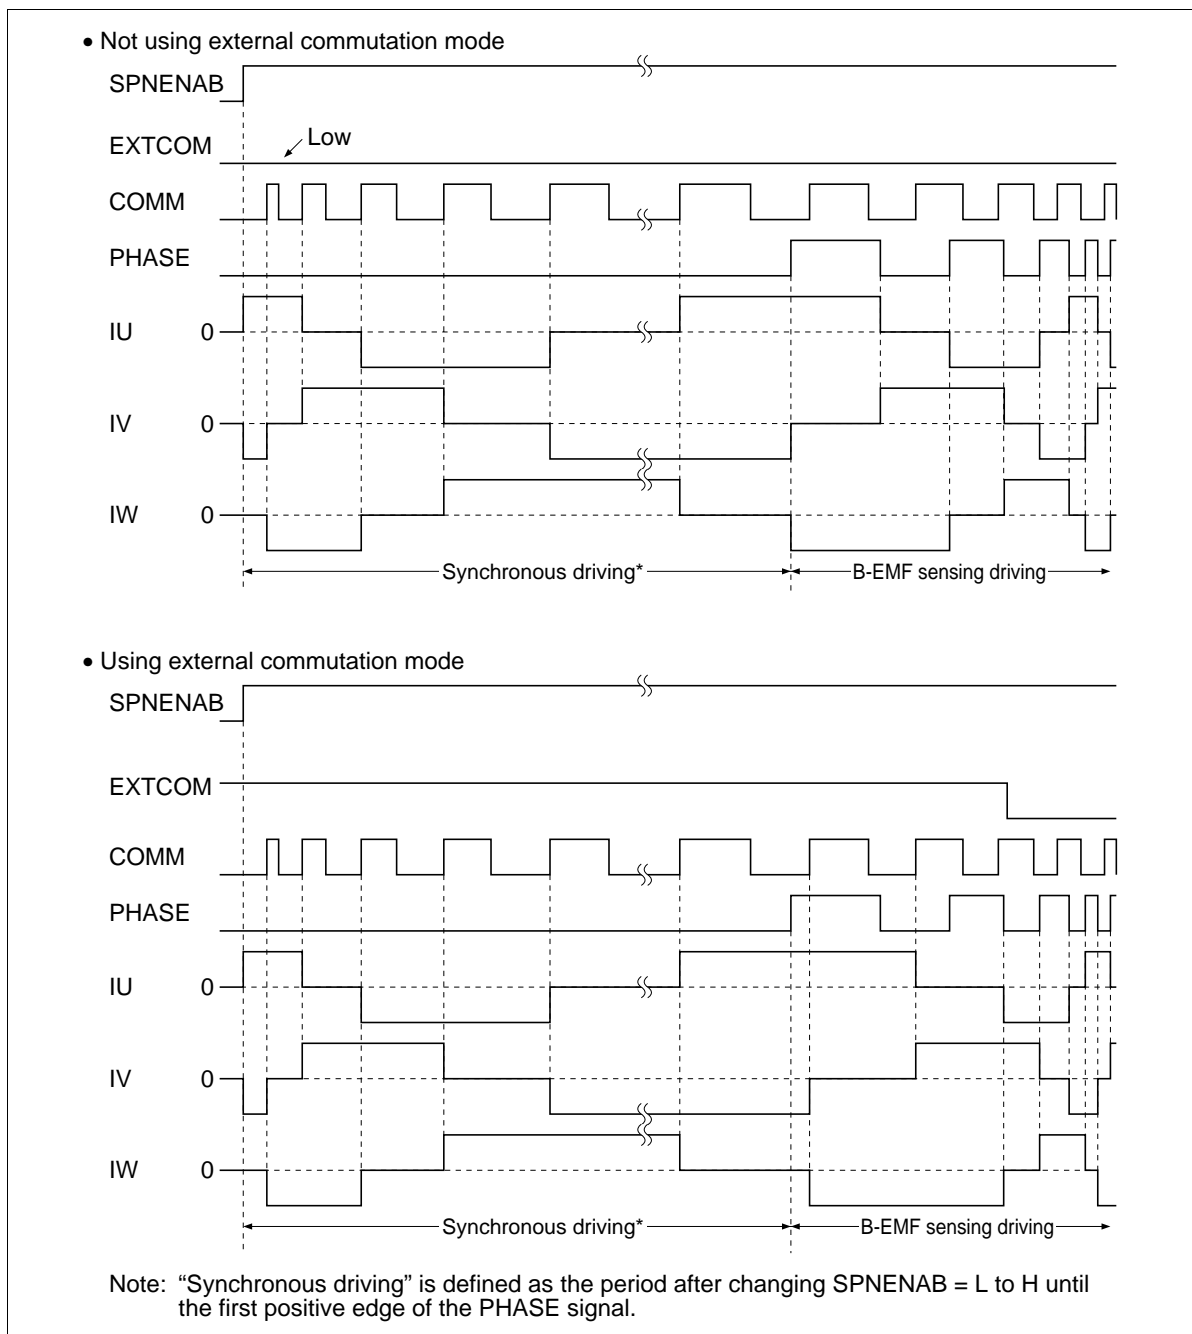 • Not using external commutation mode
SPNENAB
EXTCOM
Low
COMM
PHASE
IU 0
IV 0
IW 0
Synchronous driving* B-EMF sensing driving
• Using external commutation mode
SPNENAB
EXTCOM
COMM
PHASE
IU 0
IV 0
IW 0
Synchronous driving* B-EMF sensing driving
Note: “Synchronous driving” is defined as the period after changing SPNENAB = L to H until
the first positive edge of the PHASE signal.